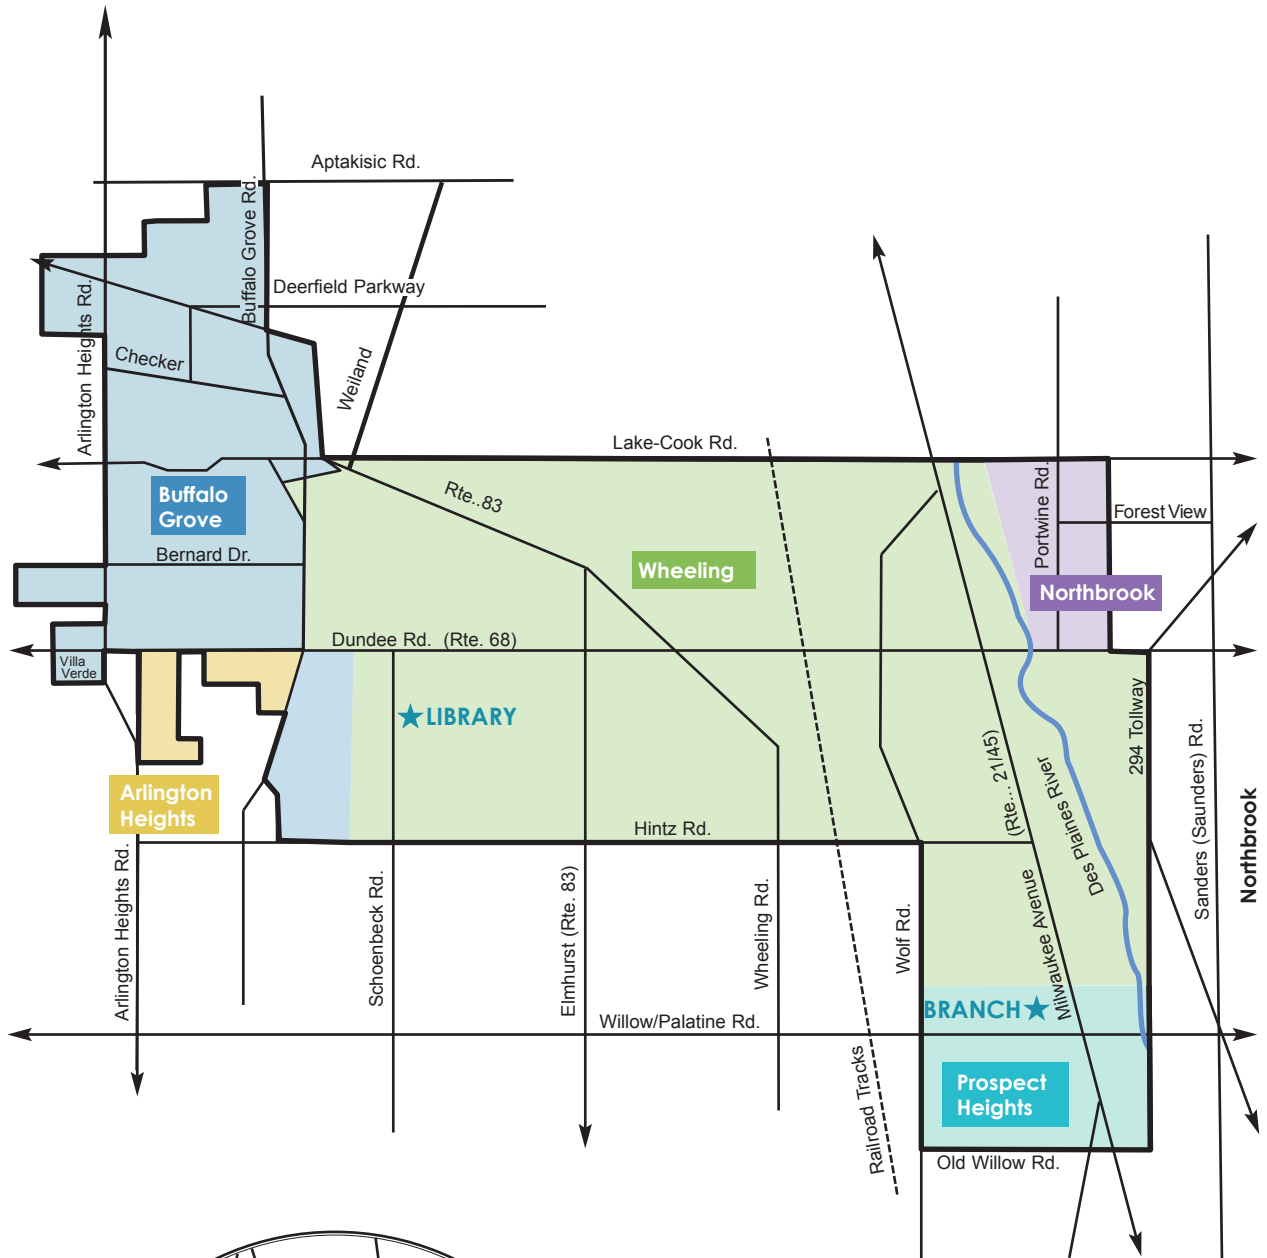 Aptakisic Rd.
Buffalo Grove Rd.
Deerfield Parkway
Arlington Heights Rd.
Checker
Weiland
Lake-Cook Rd.
Buffalo
Grove
Rte..83
Portwine Rd.
Forest View
Bernard Dr.
Wheeling
Northbrook
Dundee Rd. (Rte. 68)
Villa
Verde
LIBRARY
294 Tollway
(Rte... 21/45)
Des Plaines River
Sanders (Saunders) Rd.
Northbrook
Arlington
Heights
Hintz Rd.
Arlington Heights Rd.
Schoenbeck Rd.
Elmhurst (Rte. 83)
Wheeling Rd.
Wolf Rd.
Milwaukee Avenue
BRANCH
Willow/Palatine Rd.
Railroad Tracks
Prospect
Heights
Old Willow Rd.